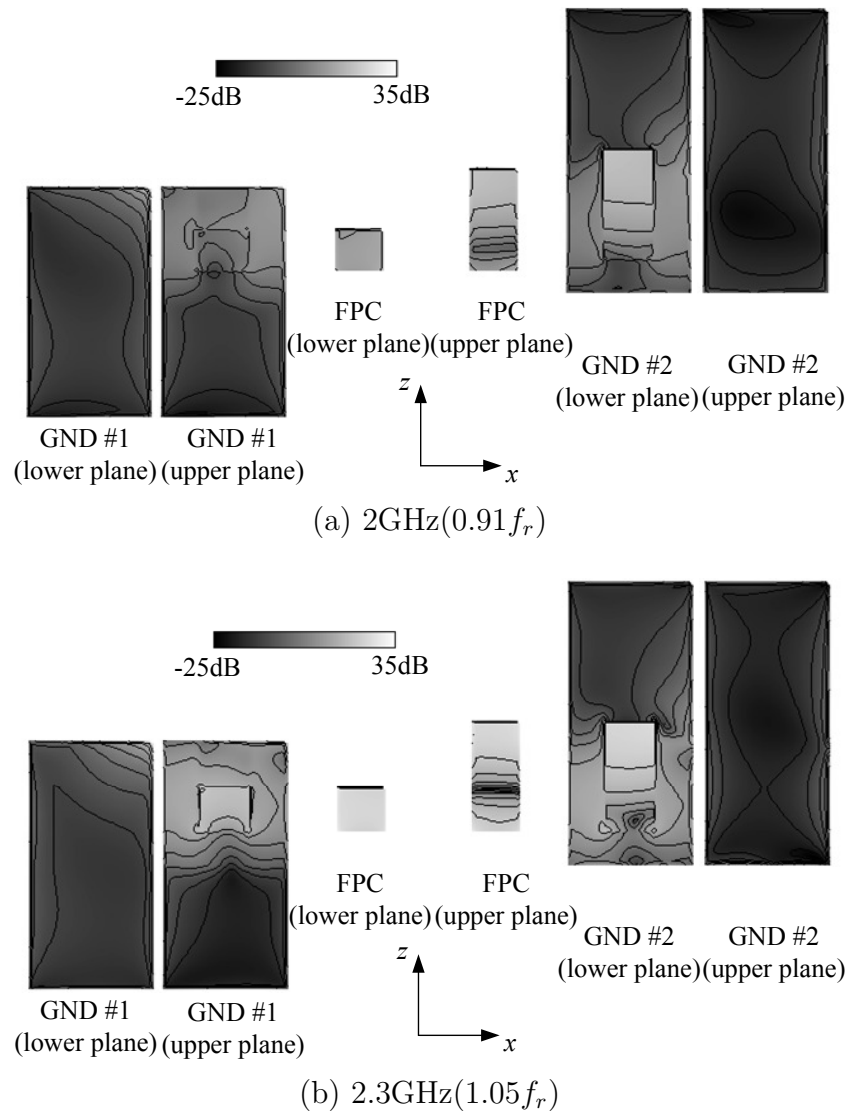 -25dB 35dB
FPC FPC
(lower plane) (upper plane)
GND #2 GND #2
(lower plane) (upper plane)
z
GND #1 GND #1
(lower plane) (upper plane)
x
(a) 2GHz(0.91f_r)
-25dB 35dB
FPC FPC
(lower plane) (upper plane)
GND #2 GND #2
(lower plane) (upper plane)
z
GND #1 GND #1
(lower plane) (upper plane)
x
(b) 2.3GHz(1.05f_r)